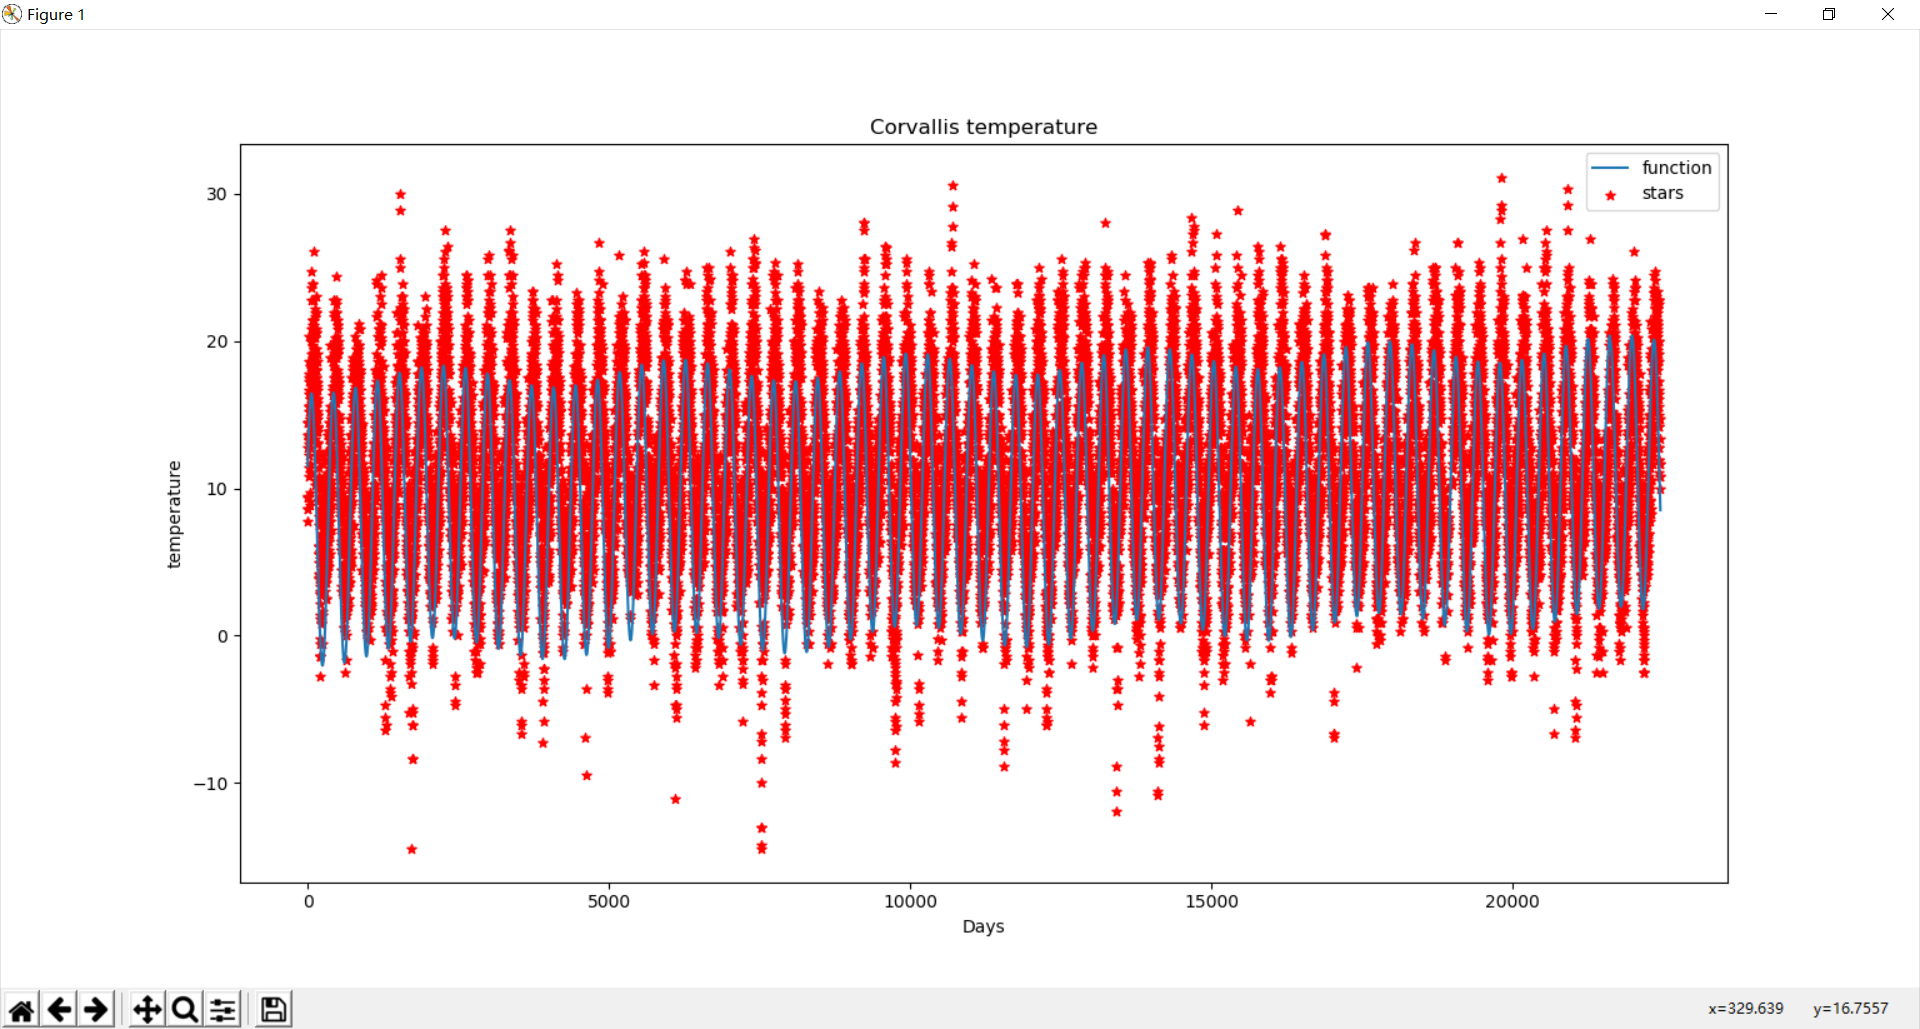 Figure 1
Corvallis temperature
function
stars
30
20
10
0
−10
temperature
0 5000 10000 15000 20000
Days
x=329.639 y=16.7557